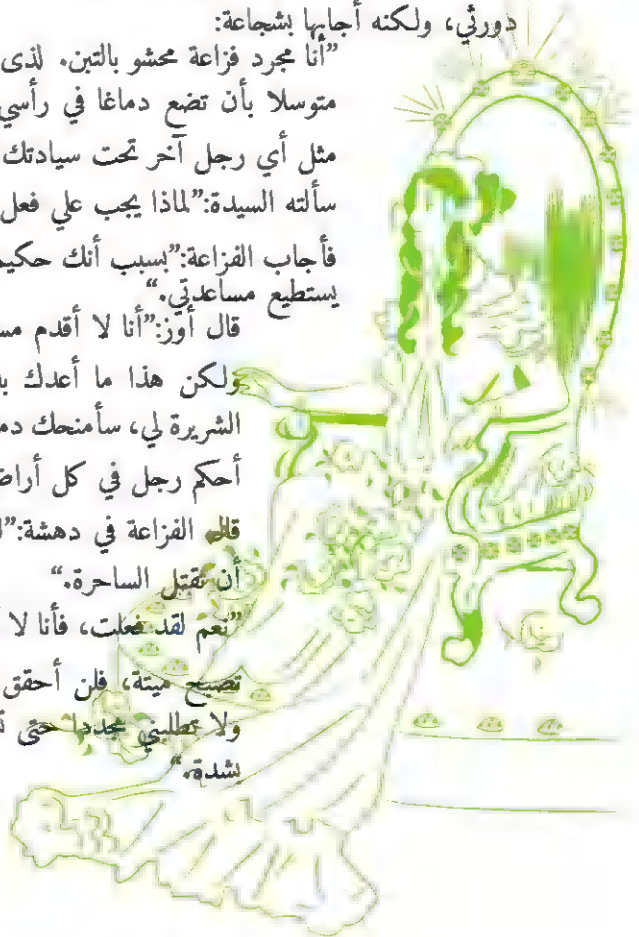 دورثي، ولكنه أجابها بشجاعة:
”أنا مجرد فزاعة محشو بالتبن. لذى
متوسلا بأن تضع دماغا في رأسي
مثل أي رجل آخر تحت سيادتك
سألته السيدة:”لماذا يجب علي فعل
فأجاب الفزاعة:”بسبب أنك حكيم
يستطيع مساعدتي.“
قال أوز:”أنا لا أقدم مس
ولكن هذا ما أعدك به
الشريرة لي، سأمنحك دم
أحكم رجل في كل أراض
قال الفزاعة في دهشة:”ل
أن تقتل الساحرة.“
”نعم لقد فعلت، فأنا لا
تصبح ميتة، فلن أحقق
ولا تطلبني مجددا حتى ت
بشدة.“